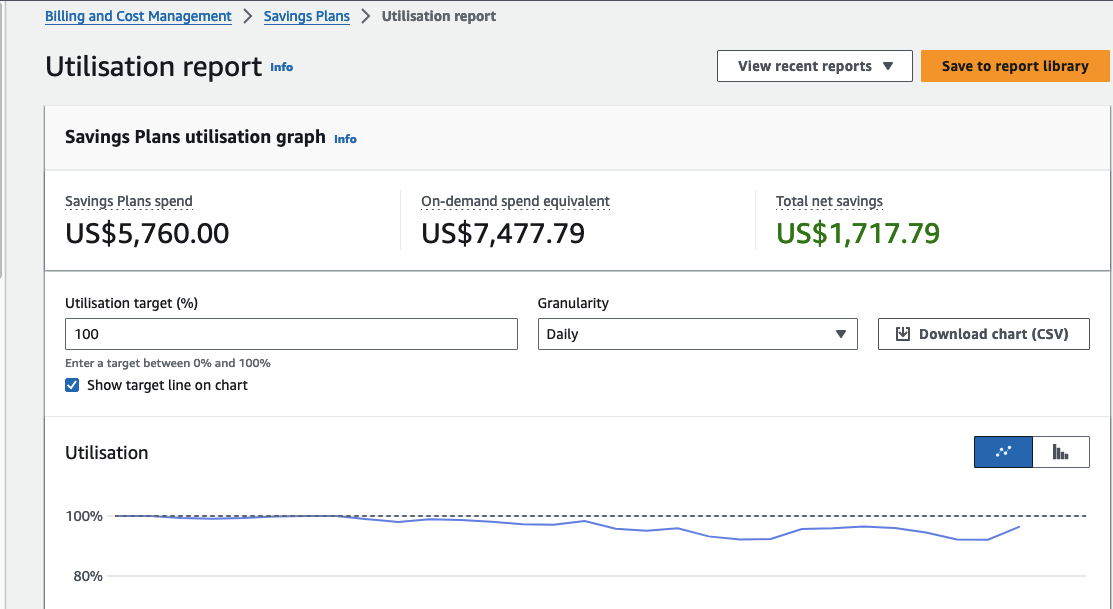 Billing and Cost Management > Savings Plans > Utilisation report
Utilisation report Info
View recent reports
Save to report library
Savings Plans utilisation graph Info
Savings Plans spend
US$5,760.00
On-demand spend equivalent
US$7,477.79
Total net savings
US$1,717.79
Utilisation target (%)
100
Enter a target between 0% and 100%
Show target line on chart
Granularity
Daily
Download chart (CSV)
Utilisation
100%
80%